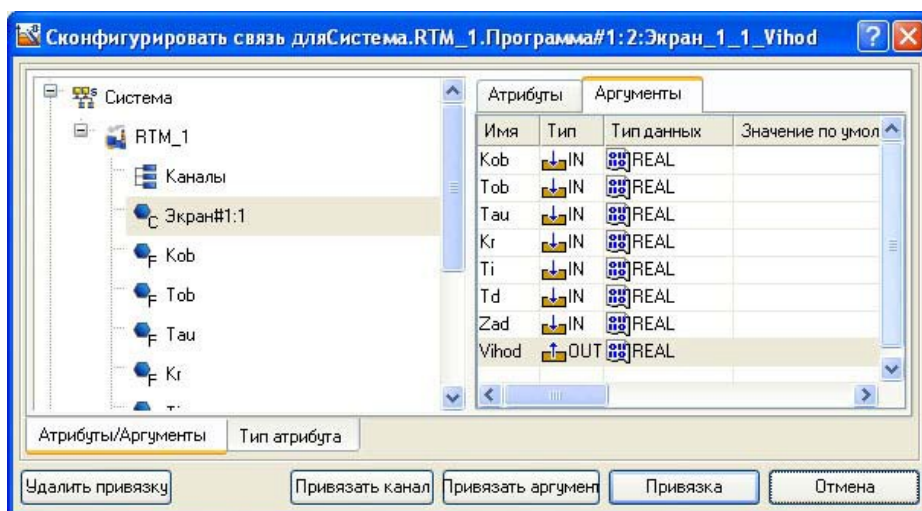 Сконфигурировать связь дляСистема.RTM_1.Программа#1:2:Экран_1_1_Vihod
Система
RTM_1
Каналы
Экран#1:1
Kob
Tob
Tau
Kr
Атрибуты Аргументы
Имя Тип Тип данных Значение по умол
Kob IN REAL
Tob IN REAL
Tau IN REAL
Kr IN REAL
Ti IN REAL
Td IN REAL
Zad IN REAL
Vihod OUT REAL
Атрибуты/Аргументы Тип атрибута
Удалить привязку Привязать канал Привязать аргумен Привязка Отмена